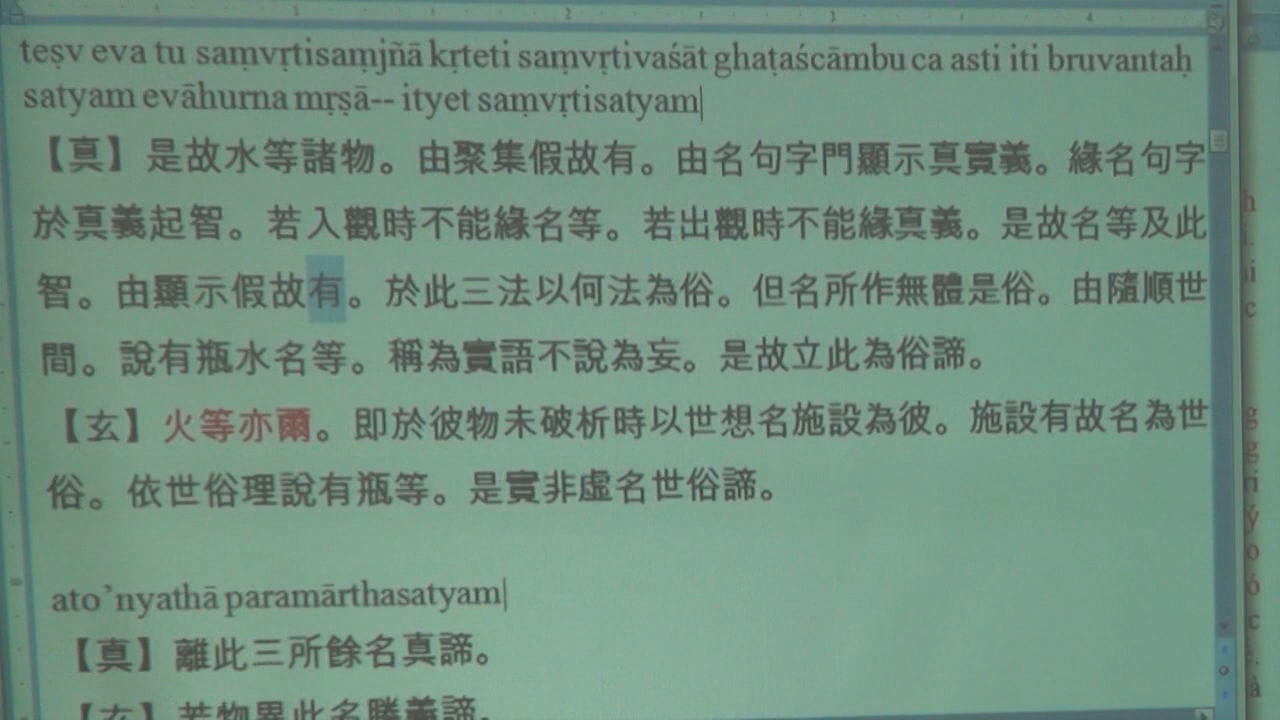 teṣv eva tu saṃvṛtisaṃjñā kṛteti saṃvṛtivaśāt ghaṭaścāmbu ca asti iti bruvantaḥ
satyam evāhurna mṛṣā-- ityet saṃvṛtisatyam|
【真】是故水等諸物。由聚集假故有。由名句字門顯示真實義。緣名句字
於真義起智。若入觀時不能緣名等。若出觀時不能緣真義。是故名等及此
智。由顯示假故有。於此三法以何法為俗。但名所作無體是俗。由隨順世
間。說有瓶水名等。稱為實語不說為妄。是故立此為俗諦。
【玄】火等亦爾。即於彼物未破析時以世想名施設為彼。施設有故名為世
俗。依世俗理說有瓶等。是實非虛名世俗諦。
ato’nyathā paramārthasatyam|
【真】離此三所餘名真諦。
【玄】若物異此名勝義諦。